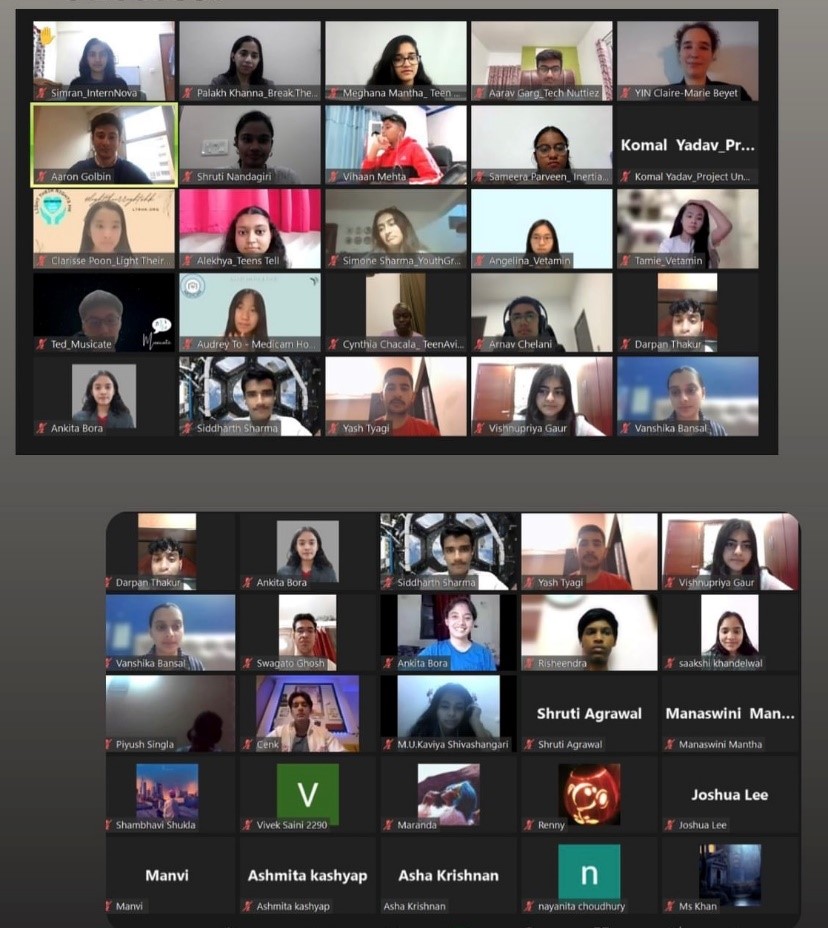 Simran_InternNova
Palakh Khanna_Break.The...
Meghana Mantha_ Teen ...
Aarav Garg_Tech Nuttiez
YIN Claire-Marie Beyet
Aaron Golbin
Shruti Nandagiri
Vihaan Mehta
Sameera Parveen_ Inertia...
Komal Yadav_Pr...
Komal Yadav_Project Un...
Clarisse Poon_Light Their...
Alekhya_Teens Tell
Simone Sharma_YouthGr...
Angelina_Vetamin
Tamie_Vetamin
Ted_Musicate
Audrey To - Medicam Ho...
Cynthia Chacala_ TeenAvi...
Arnav Chelani
Darpan Thakur
Ankita Bora
Siddharth Sharma
Yash Tyagi
Vishnupriya Gaur
Vanshika Bansal
Darpan Thakur
Ankita Bora
Siddharth Sharma
Yash Tyagi
Vishnupriya Gaur
Vanshika Bansal
Swagato Ghosh
Ankita Bora
Risheendra
saakshi khandelwal
Piyush Singla
Cenk
M.U.Kaviya Shivashangari
Shruti Agrawal
Shruti Agrawal
Manaswini Man...
Manaswini Mantha
Shambhavi Shukla
V
Vivek Saini 2290
Maranda
Renny
Joshua Lee
Joshua Lee
Manvi
Manvi
Ashmita kashyap
Ashmita kashyap
Asha Krishnan
Asha Krishnan
n
nayanita choudhury
Ms Khan